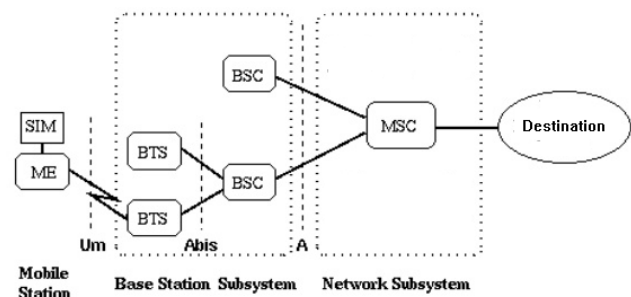 BSC
SIM
MSC
Destination
BTS
ME
BSC
BTS
Um
Abis
A
Mobile
Station
Base Station Subsystem
Network Subsystem